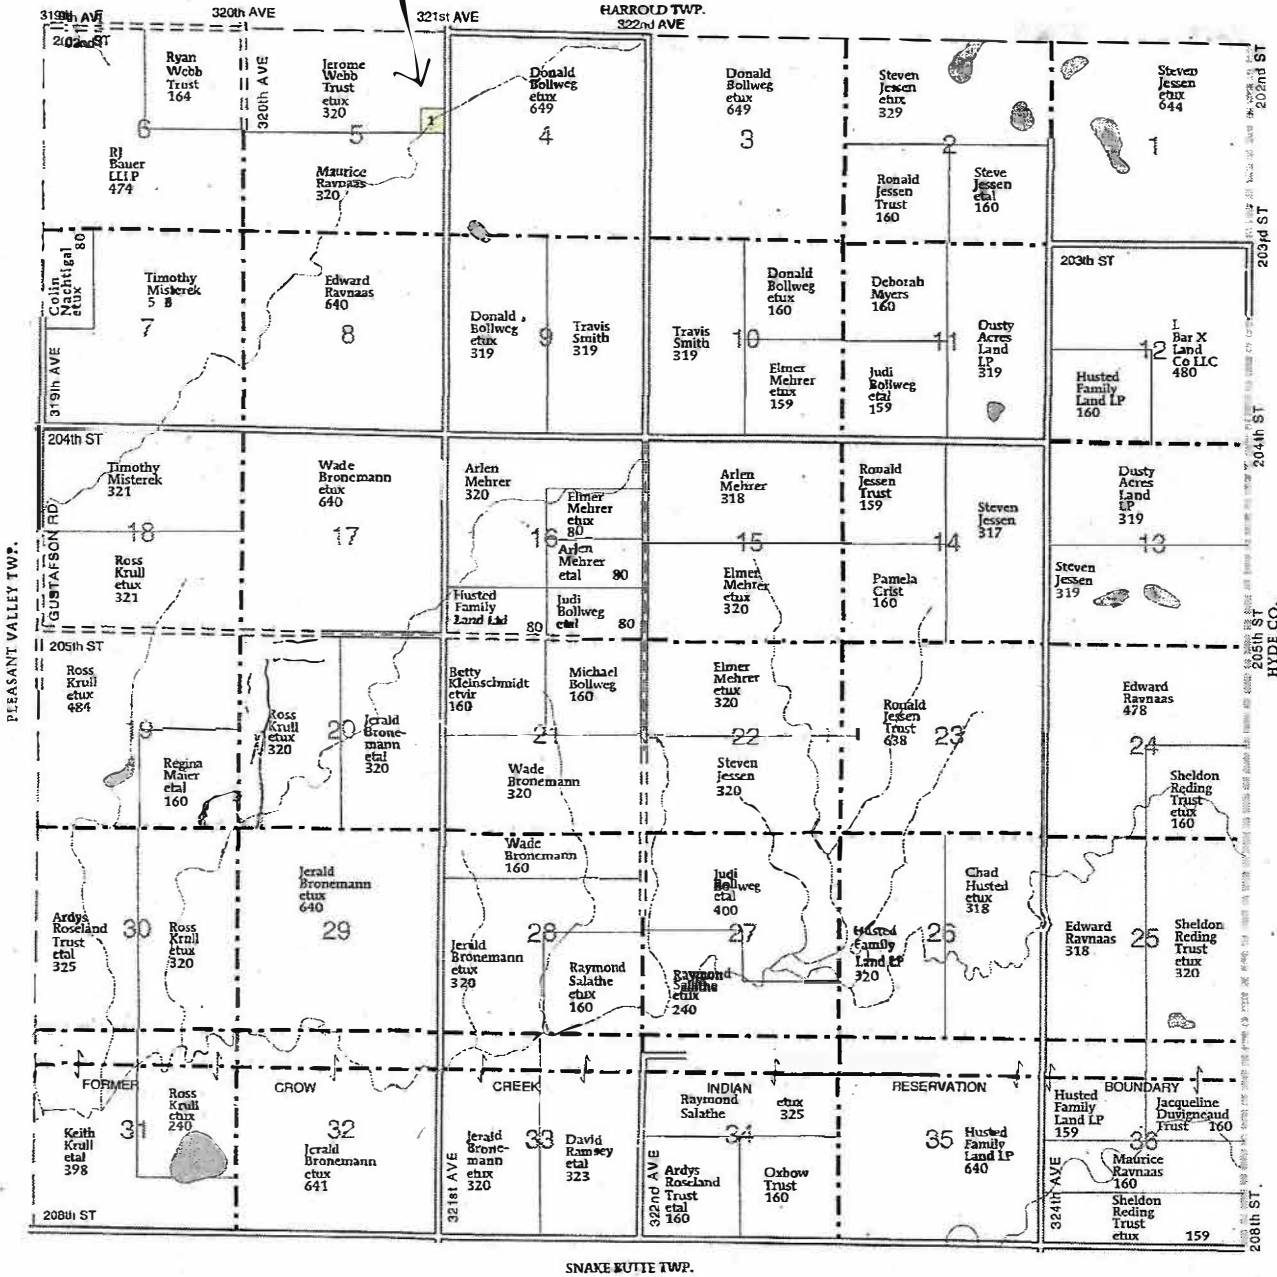 HARROLD TWP.
320th AVE
321st AVE
322nd AVE
320th AVE
202nd ST
Ryan
Webb
Trust
164
6
RJ
Bauer
LLLP
474
Jerome
Webb
Trust
etux
320
5
1
Maurice
Ravnaas
320
Donald
Bollweg
etux
649
4
Donald
Bollweg
etux
649
3
Steven
Jessen
etux
329
2
Ronald
Jessen
Trust
160
Steve
Jessen
etal
160
Steven
Jessen
etux
644
1
203rd ST
203th ST
Colin
Nachtigal
etux
80
Timothy
Misterek
7
319th AVE
Edward
Ravnaas
640
8
Donald
Bollweg
etux
319
9
Travis
Smith
319
Travis
Smith
319
10
Donald
Bollweg
etux
160
Elmer
Mehrer
etux
159
Deborah
Myers
160
11
Judi
Bollweg
etal
159
Dusty
Acres
Land
LP
319
Husted
Family
Land LP
160
12
L
Bar X
Land
Co LLC
480
204th ST
204th ST
Timothy
Misterek
321
18
Ross
Krull
etux
321
GUSTAFSON RD
PLEASANT VALLEY TWP.
Wade
Bronemann
etux
640
17
Arlen
Mehrer
320
16
Elmer
Mehrer
etux
80
Arlen
Mehrer
etal 80
Husted
Family
Land Ltd
80
Judi
Bollweg
etal 80
Arlen
Mehrer
318
15
Elmer
Mehrer
etux
320
Ronald
Jessen
Trust
159
14
Pamela
Crist
160
Steven
Jessen
317
Dusty
Acres
Land
LP
319
13
Steven
Jessen
319
205th ST
205th ST
HYDE CO.
Ross
Krull
etux
484
19
Regina
Maier
etal
160
Ross
Krull
etux
320
20
Jerald
Brone-
mann
etal
320
Betty
Kleinschmidt
etvir
160
Michael
Bollweg
160
21
Wade
Bronemann
320
Elmer
Mehrer
etux
320
22
Steven
Jessen
320
Ronald
Jessen
Trust
638
23
Edward
Ravnaas
478
24
Sheldon
Reding
Trust
etux
160
Ardys
Roseland
Trust
etal
325
30
Ross
Krull
etux
320
Jerald
Bronemann
etux
640
29
Wade
Bronemann
160
28
Jerald
Bronemann
etux
320
Raymond
Salathe
etux
160
Judi
Bollweg
etal
400
27
Raymond
Salathe
etux
240
Husted
Family
Land LP
320
26
Chad
Husted
etux
318
Edward
Ravnaas
318
25
Sheldon
Reding
Trust
etux
320
FORMER CROW CREEK INDIAN RESERVATION BOUNDARY
Keith
Krull
etal
398
31
Ross
Krull
etux
240
32
Jerald
Bronemann
etux
641
321st AVE
Jerald
Brone-
mann
etux
320
33
David
Ramsey
etal
323
322nd AVE
Raymond
Salathe
etux
325
34
Ardys
Roseland
Trust
etal
160
Oxbow
Trust
160
35
Husted
Family
Land LP
640
324th AVE
Husted
Family
Land LP
159
Jacqueline
Duvigneaud
Trust 160
36
Maurice
Ravnaas
160
Sheldon
Reding
Trust
etux 159
208th ST
208th ST.
SNAKE BUTTE TWP.